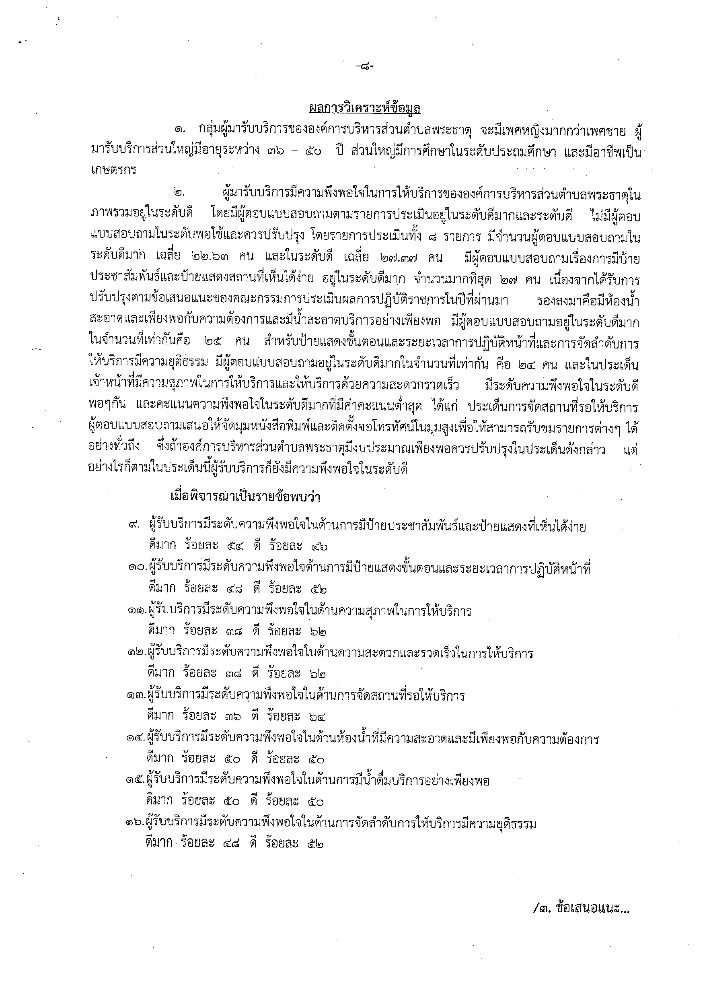 -๘-
ผลการวิเคราะห์ข้อมูล
๑. กลุ่มผู้มารับบริการขององค์การบริหารส่วนตำบลพระธาตุ จะมีเพศหญิงมากกว่าเพศชาย ผู้
มารับบริการส่วนใหญ่มีอายุระหว่าง ๓๖ - ๕๐ ปี ส่วนใหญ่มีการศึกษาในระดับประถมศึกษา และมีอาชีพเป็น
เกษตรกร
๒. ผู้มารับบริการมีความพึงพอใจในการให้บริการขององค์การบริหารส่วนตำบลพระธาตุใน
ภาพรวมอยู่ในระดับดี โดยมีผู้ตอบแบบสอบถามตามรายการประเมินอยู่ในระดับดีมากและระดับดี ไม่มีผู้ตอบ
แบบสอบถามในระดับพอใช้และควรปรับปรุง โดยรายการประเมินทั้ง ๘ รายการ มีจำนวนผู้ตอบแบบสอบถามใน
ระดับดีมาก เฉลี่ย ๒๒.๖๓ คน และในระดับดี เฉลี่ย ๒๗.๓๗ คน มีผู้ตอบแบบสอบถามเรื่องการมีป้าย
ประชาสัมพันธ์และป้ายแสดงสถานที่เห็นได้ง่าย อยู่ในระดับดีมาก จำนวนมากที่สุด ๒๗ คน เนื่องจากได้รับการ
ปรับปรุงตามข้อเสนอแนะของคณะกรรมการประเมินผลการปฏิบัติราชการในปีที่ผ่านมา รองลงมาคือมีห้องน้ำ
สะอาดและเพียงพอกับความต้องการและมีน้ำสะอาดบริการอย่างเพียงพอ มีผู้ตอบแบบสอบถามอยู่ในระดับดีมาก
ในจำนวนที่เท่ากันคือ ๒๕ คน สำหรับป้ายแสดงขั้นตอนและระยะเวลาการปฏิบัติหน้าที่และการจัดลำดับการ
ให้บริการมีความยุติธรรม มีผู้ตอบแบบสอบถามอยู่ในระดับดีมากในจำนวนที่เท่ากัน คือ ๒๔ คน และในประเด็น
เจ้าหน้าที่มีความสุภาพในการให้บริการและให้บริการด้วยความสะดวกรวดเร็ว มีระดับความพึงพอใจในระดับดี
พอๆกัน และคะแนนความพึงพอใจในระดับดีมากที่มีค่าคะแนนต่ำสุด ได้แก่ ประเด็นการจัดสถานที่รอให้บริการ
ผู้ตอบแบบสอบถามเสนอให้จัดมุมหนังสือพิมพ์และติดตั้งจอโทรทัศน์ในมุมสูงเพื่อให้สามารถรับชมรายการต่างๆ ได้
อย่างทั่วถึง ซึ่งถ้าองค์การบริหารส่วนตำบลพระธาตุมีงบประมาณเพียงพอควรปรับปรุงในประเด็นดังกล่าว แต่
อย่างไรก็ตามในประเด็นนี้ผู้รับบริการก็ยังมีความพึงพอใจในระดับดี
เมื่อพิจารณาเป็นรายข้อพบว่า
๙. ผู้รับบริการมีระดับความพึงพอใจในด้านการมีป้ายประชาสัมพันธ์และป้ายแสดงที่เห็นได้ง่าย
ดีมาก ร้อยละ ๕๔ ดี ร้อยละ ๔๖
๑๐.ผู้รับบริการมีระดับความพึงพอใจด้านการมีป้ายแสดงขั้นตอนและระยะเวลาการปฏิบัติหน้าที่
ดีมาก ร้อยละ ๔๘ ดี ร้อยละ ๕๒
๑๑.ผู้รับบริการมีระดับความพึงพอใจในด้านความสุภาพในการให้บริการ
ดีมาก ร้อยละ ๓๘ ดี ร้อยละ ๖๒
๑๒.ผู้รับบริการมีระดับความพึงพอใจในด้านความสะดวกและรวดเร็วในการให้บริการ
ดีมาก ร้อยละ ๓๘ ดี ร้อยละ ๖๒
๑๓.ผู้รับบริการมีระดับความพึงพอใจในด้านการจัดสถานที่รอให้บริการ
ดีมาก ร้อยละ ๓๖ ดี ร้อยละ ๖๔
๑๔.ผู้รับบริการมีระดับความพึงพอใจในด้านห้องน้ำที่มีความสะอาดและมีเพียงพอกับความต้องการ
ดีมาก ร้อยละ ๕๐ ดี ร้อยละ ๕๐
๑๕.ผู้รับบริการมีระดับความพึงพอใจในด้านการมีน้ำดื่มบริการอย่างเพียงพอ
ดีมาก ร้อยละ ๕๐ ดี ร้อยละ ๕๐
๑๖.ผู้รับบริการมีระดับความพึงพอใจในด้านการจัดลำดับการให้บริการมีความยุติธรรม
ดีมาก ร้อยละ ๔๘ ดี ร้อยละ ๕๒
/๓. ข้อเสนอแนะ...